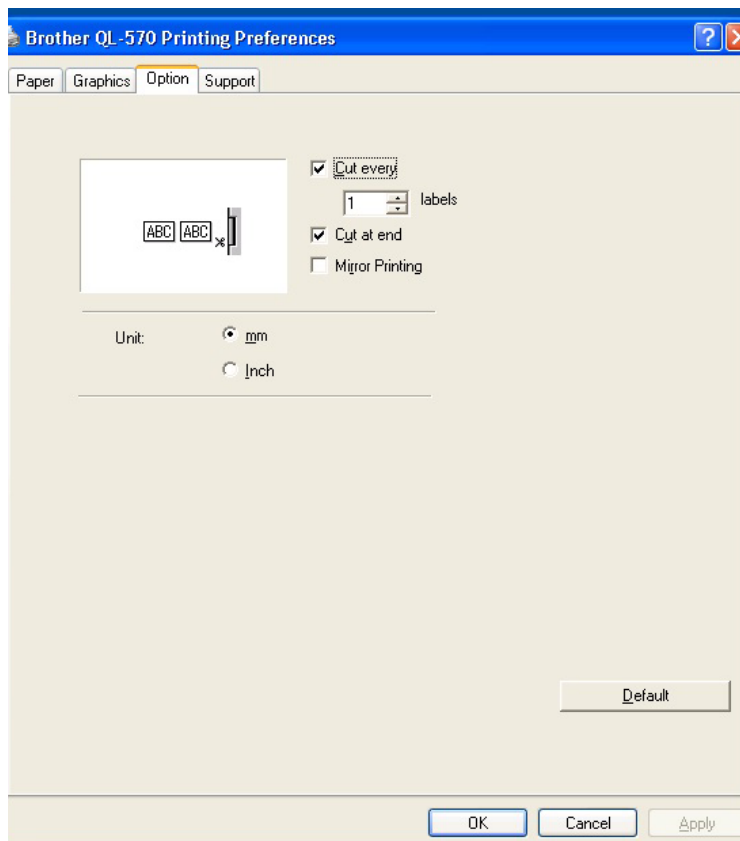 Brother QL-570 Printing Preferences
Paper Graphics Option Support
Cut every
1 labels
ABC ABC
Cut at end
Mirror Printing
Unit: mm
Inch
Default
OK Cancel Apply